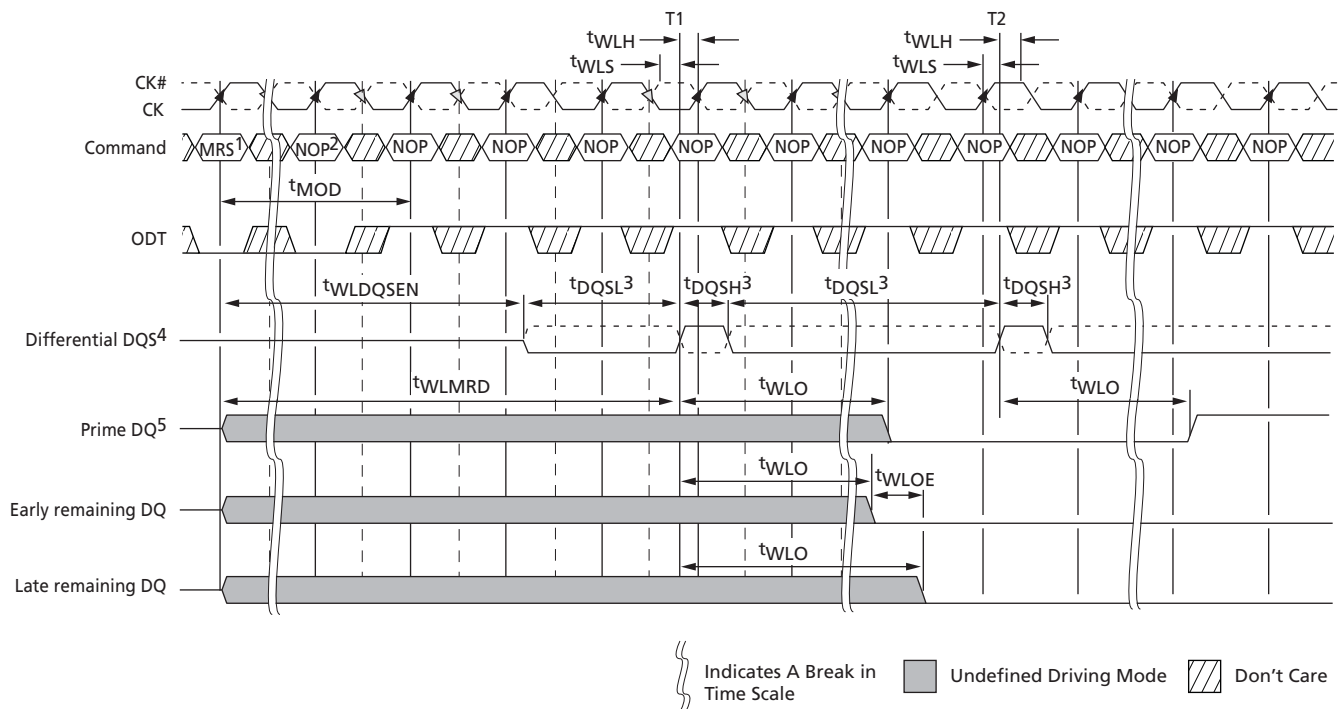 T1 T2
tWLH tWLH
tWLS tWLS
CK#
CK
Command MRS1 NOP2 NOP NOP NOP NOP NOP NOP NOP NOP NOP NOP
tMOD
ODT
tWLDQSEN tDQSL3 tDQSH3 tDQSL3 tDQSH3
Differential DQS4
tWLMRD tWLO tWLO
Prime DQ5
tWLO tWLOE
Early remaining DQ
tWLO
Late remaining DQ
Indicates A Break in
Time Scale
Undefined Driving Mode
Don't Care